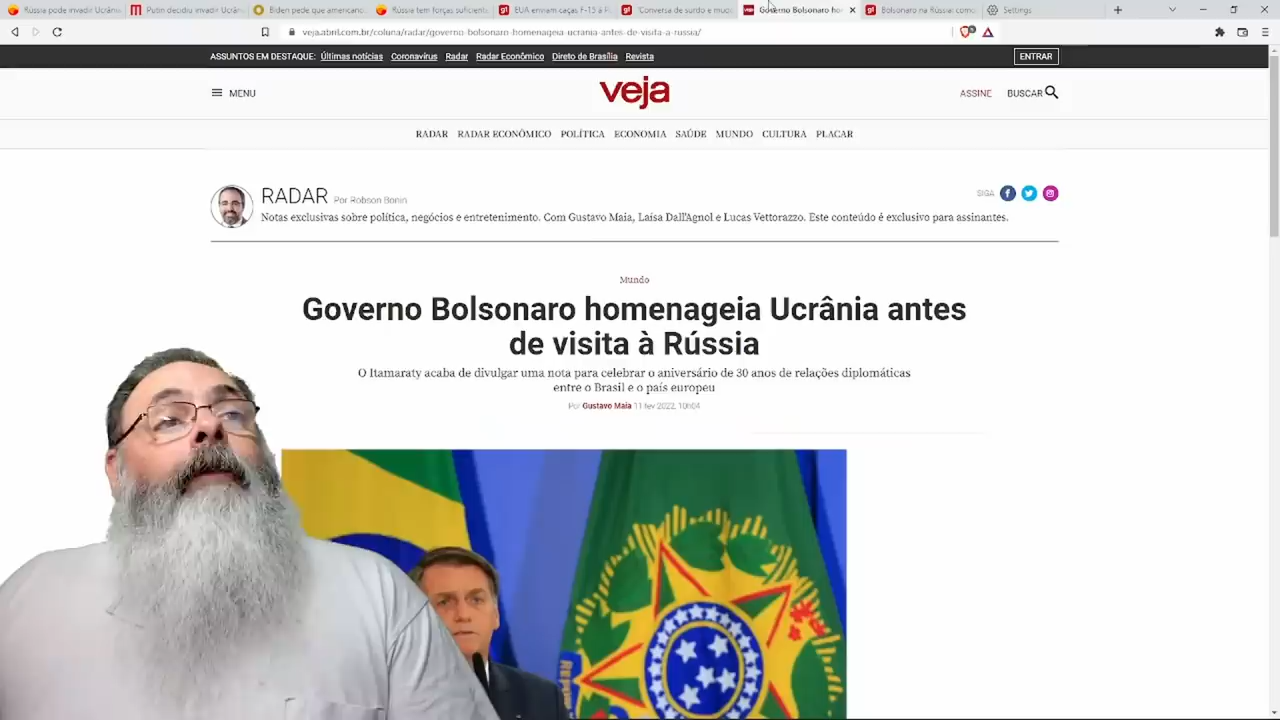 Rússia pode invadir Ucrâni
Putin decidiu invadir Ucrâni
Biden pede que americano
Rússia tem forças suficiente
EUA enviam caças F-15 à P
'Conversa de surdo e mudo
Governo Bolsonaro hom
Bolsonaro na Rússia: como
Settings
veja.abril.com.br/coluna/radar/governo-bolsonaro-homenageia-ucrania-antes-de-visita-a-russia/
ASSUNTOS EM DESTAQUE: Últimas notícias Coronavírus Radar Radar Econômico Direto de Brasília Revista
ENTRAR
MENU
veja
ASSINE
BUSCAR
RADAR RADAR ECONÔMICO POLÍTICA ECONOMIA SAÚDE MUNDO CULTURA PLACAR
RADAR Por Robson Bonin
SIGA
Notas exclusivas sobre política, negócios e entretenimento. Com Gustavo Maia, Laísa Dall'Agnol e Lucas Vettorazzo. Este conteúdo é exclusivo para assinantes.
Mundo
Governo Bolsonaro homenageia Ucrânia antes
de visita à Rússia
O Itamaraty acaba de divulgar uma nota para celebrar o aniversário de 30 anos de relações diplomáticas
entre o Brasil e o país europeu
Por Gustavo Maia 11 fev 2022, 10h04